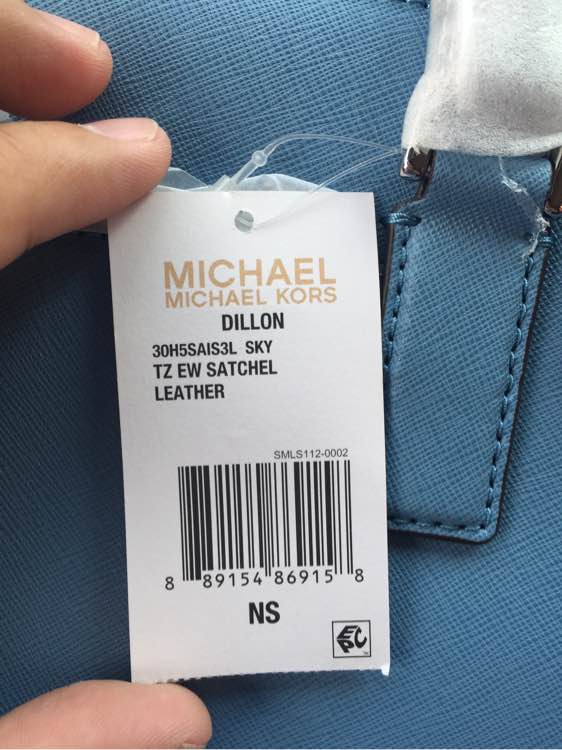 MICHAEL
MICHAEL KORS
DILLON
30H5SAIS3L SKY
TZ EW SATCHEL
LEATHER
SMLS112-0002
8 89154 86915 8
NS
EPC